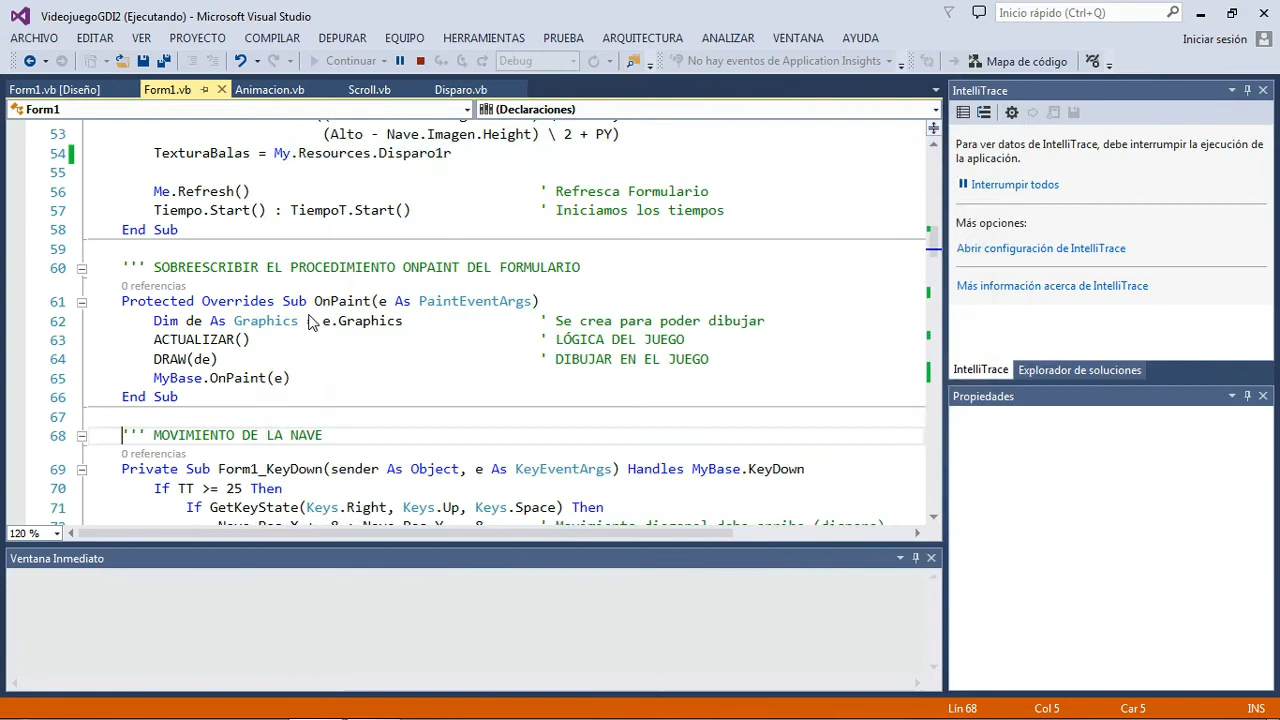 VideojuegoGDI2 (Ejecutando) - Microsoft Visual Studio
Inicio rápido (Ctrl+Q)
ARCHIVO EDITAR VER PROYECTO COMPILAR DEPURAR EQUIPO HERRAMIENTAS PRUEBA ARQUITECTURA ANALIZAR VENTANA AYUDA
Iniciar sesión
Continuar Debug No hay eventos de Application Insights Mapa de código
Form1.vb [Diseño] Form1.vb Animacion.vb Scroll.vb Disparo.vb
Form1 (Declaraciones)
53 (Alto - Nave.Imagen.Height) \ 2 + PY)
54 TexturaBalas = My.Resources.Disparo1r
55
56 Me.Refresh() ' Refresca Formulario
57 Tiempo.Start() : TiempoT.Start() ' Iniciamos los tiempos
58 End Sub
59
60 ''' SOBREESCRIBIR EL PROCEDIMIENTO ONPAINT DEL FORMULARIO
0 referencias
61 Protected Overrides Sub OnPaint(e As PaintEventArgs)
62 Dim de As Graphics = e.Graphics ' Se crea para poder dibujar
63 ACTUALIZAR() ' LÓGICA DEL JUEGO
64 DRAW(de) ' DIBUJAR EN EL JUEGO
65 MyBase.OnPaint(e)
66 End Sub
67
68 ''' MOVIMIENTO DE LA NAVE
0 referencias
69 Private Sub Form1_KeyDown(sender As Object, e As KeyEventArgs) Handles MyBase.KeyDown
70 If TT >= 25 Then
71 If GetKeyState(Keys.Right, Keys.Up, Keys.Space) Then
120 %
Ventana Inmediato
IntelliTrace
Para ver datos de IntelliTrace, debe interrumpir la ejecución de
la aplicación.
Interrumpir todos
Más opciones:
Abrir configuración de IntelliTrace
Más información acerca de IntelliTrace
IntelliTrace Explorador de soluciones
Propiedades
Lín 68 Col 5 Car 5 INS